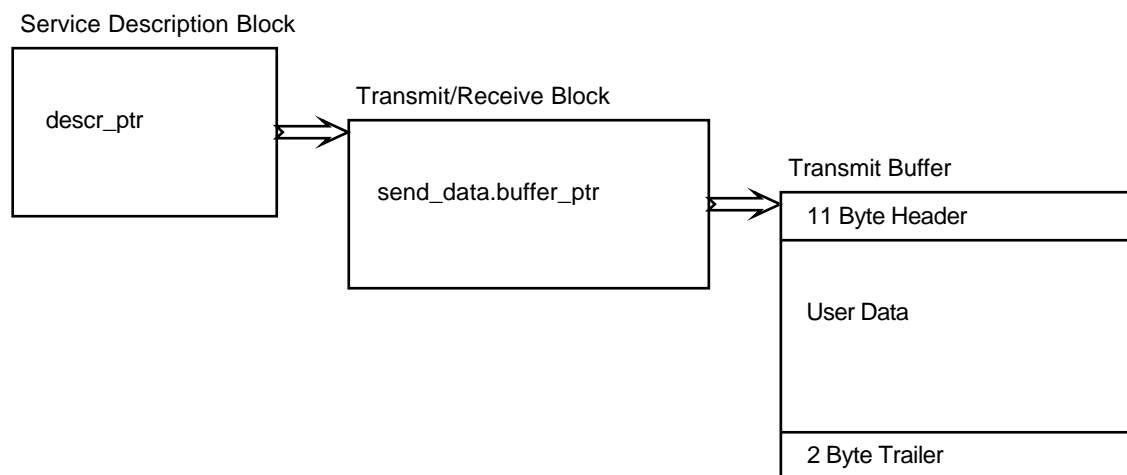 Service Description Block
descr_ptr
Transmit/Receive Block
send_data.buffer_ptr
Transmit Buffer
11 Byte Header
User Data
2 Byte Trailer